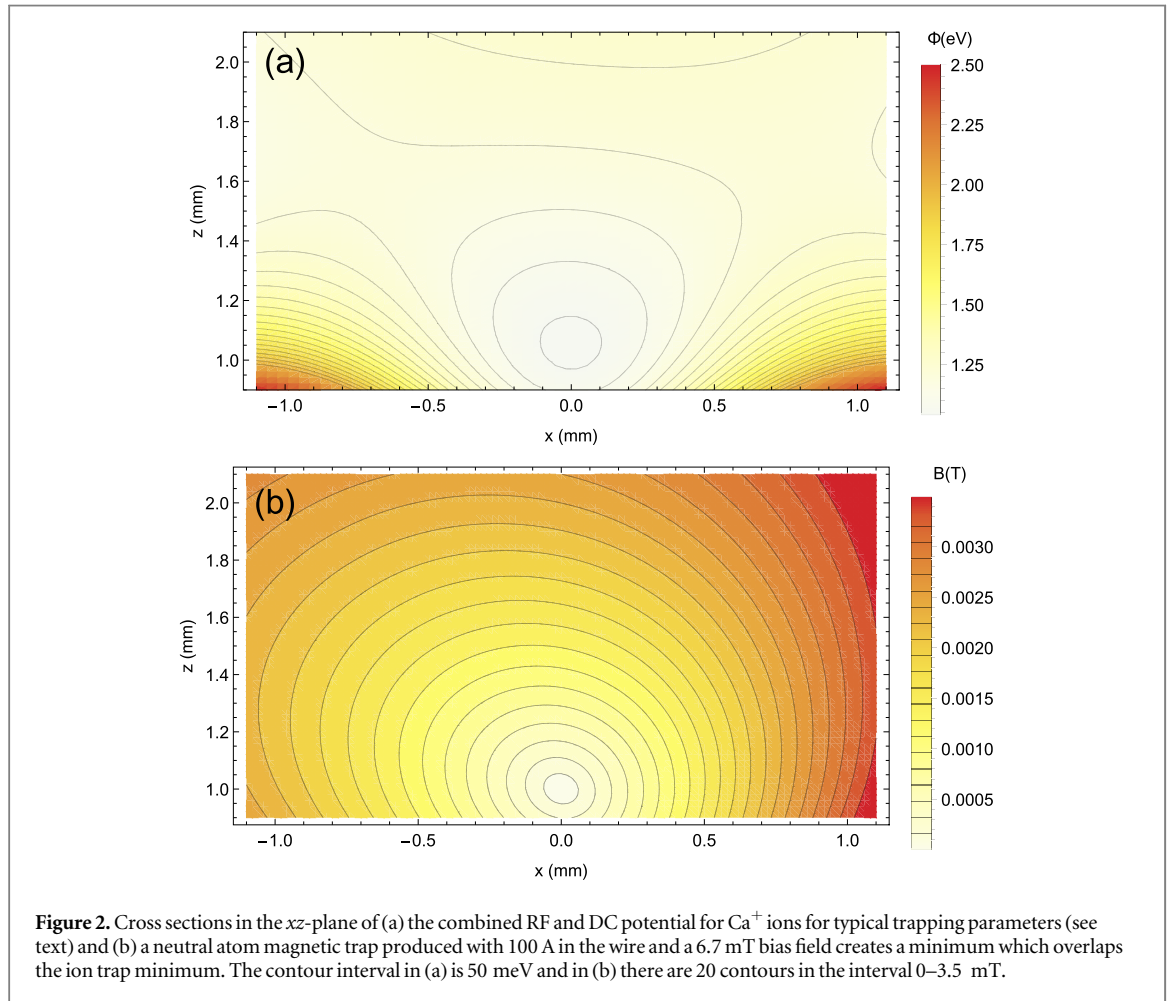 (a)
Φ(eV)
2.50
2.25
2.00
1.75
1.50
1.25
2.0
1.8
1.6
1.4
1.2
1.0
z (mm)
−1.0 −0.5 0.0 0.5 1.0
x (mm)
(b)
B(T)
0.0030
0.0025
0.0020
0.0015
0.0010
0.0005
2.0
1.8
1.6
1.4
1.2
1.0
z (mm)
−1.0 −0.5 0.0 0.5 1.0
x (mm)
Figure 2. Cross sections in the xz-plane of (a) the combined RF and DC potential for Ca⁺ ions for typical trapping parameters (see
text) and (b) a neutral atom magnetic trap produced with 100 A in the wire and a 6.7 mT bias field creates a minimum which overlaps
the ion trap minimum. The contour interval in (a) is 50 meV and in (b) there are 20 contours in the interval 0–3.5 mT.